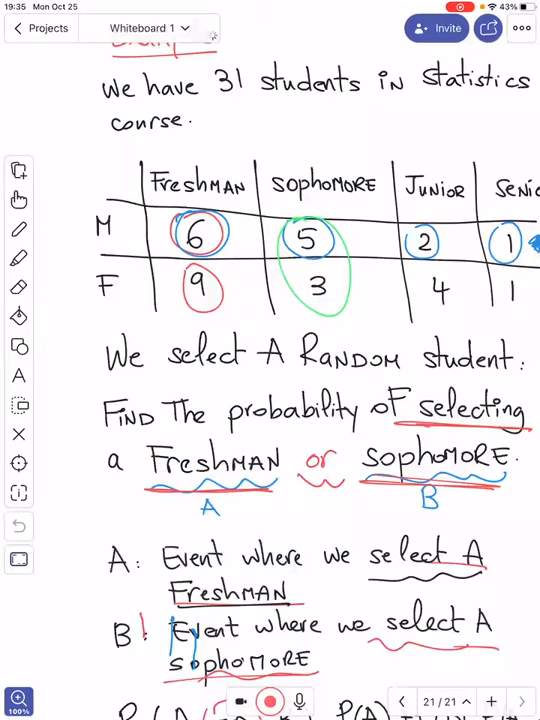 19:35 Mon Oct 25
43%
Projects
Whiteboard 1
Invite
We have 31 students in statistics
course.
Freshman Sophomore Junior Senio
M 6 5 2 1
F 9 3 4 1
We select A Random student.
Find The probability of selecting
a Freshman or sophomore.
A B
A: Event where we select A
Freshman
B: Event where we select A
sophomore
A
100%
21/21
P(A)